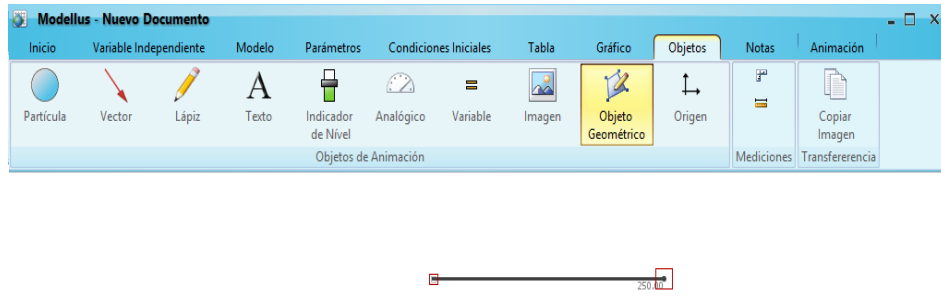 Modellus - Nuevo Documento
Inicio Variable Independiente Modelo Parámetros Condiciones Iniciales Tabla Gráfico Objetos Notas Animación
Partícula Vector Lápiz Texto Indicador de Nivel Analógico Variable Imagen Objeto Geométrico Origen Copiar Imagen
Objetos de Animación Mediciones Transfererencia
250.00